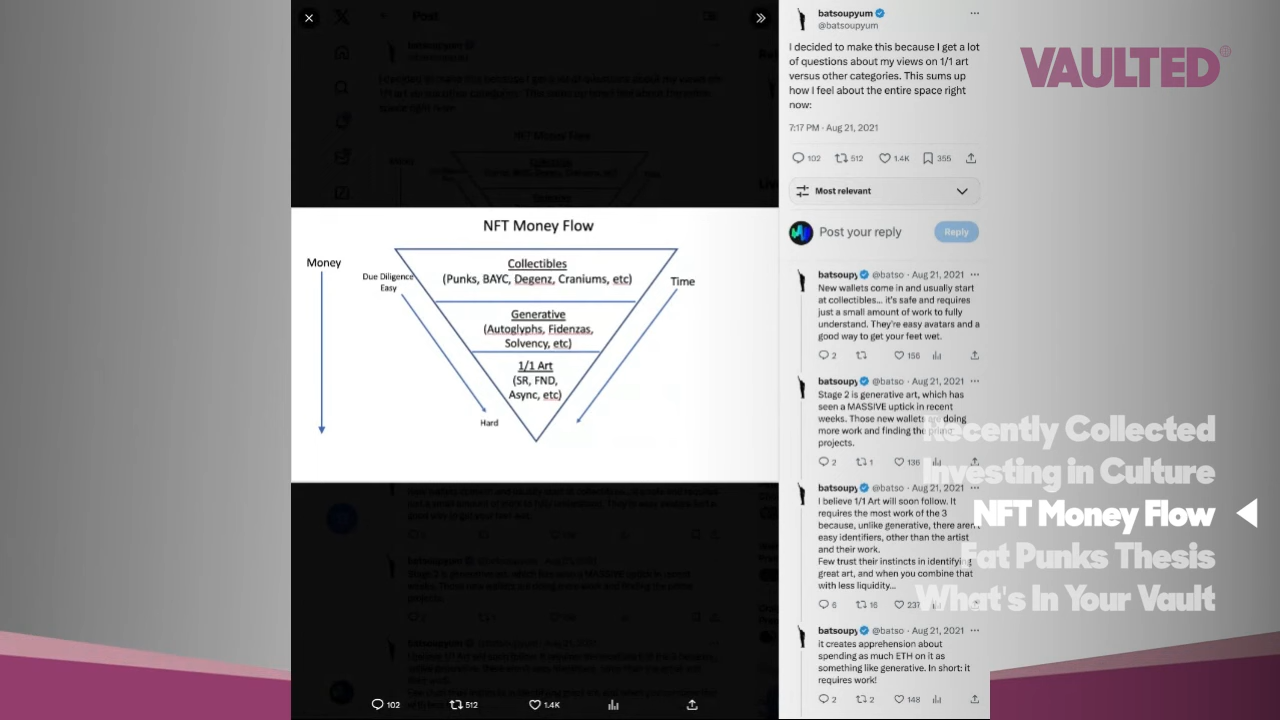 Post
NFT Money Flow
Money
Due Diligence
Easy
Collectibles
(Punks, BAYC, Degenz, Craniums, etc)
Time
Generative
(Autoglyphs, Fidenzas,
Solvency, etc)
1/1 Art
(SR, FND,
Async, etc)
Hard
102
512
1.4K
batsoupyum
@batsoupyum
I decided to make this because I get a lot
of questions about my views on 1/1 art
versus other categories. This sums up
how I feel about the entire space right
now:
7:17 PM · Aug 21, 2021
102
512
1.4K
355
Most relevant
Post your reply
Reply
batsoupy @batso · Aug 21, 2021
New wallets come in and usually start
at collectibles... it's safe and requires
just a small amount of work to fully
understand. They're easy avatars and a
good way to get your feet wet.
2
156
batsoupy @batso · Aug 21, 2021
Stage 2 is generative art, which has
seen a MASSIVE uptick in recent
weeks. Those new wallets are doing
more work and finding the
projects.
2
1
136
batsoupy @batso · Aug 21, 2021
I believe 1/1 Art will soon follow. It
requires the most work of the 3
because, unlike generative, there aren't
easy identifiers, other than the artist
and their work.
Few trust their instincts in identifying
great art, and when you combine that
with less liquidity...
6
16
237
batsoupy @batso · Aug 21, 2021
it creates apprehension about
spending as much ETH on it as
something like generative. In short: it
requires work!
2
2
148
VAULTED
Recently Collected
Investing in Culture
NFT Money Flow
Fat Punks Thesis
What's In Your Vault